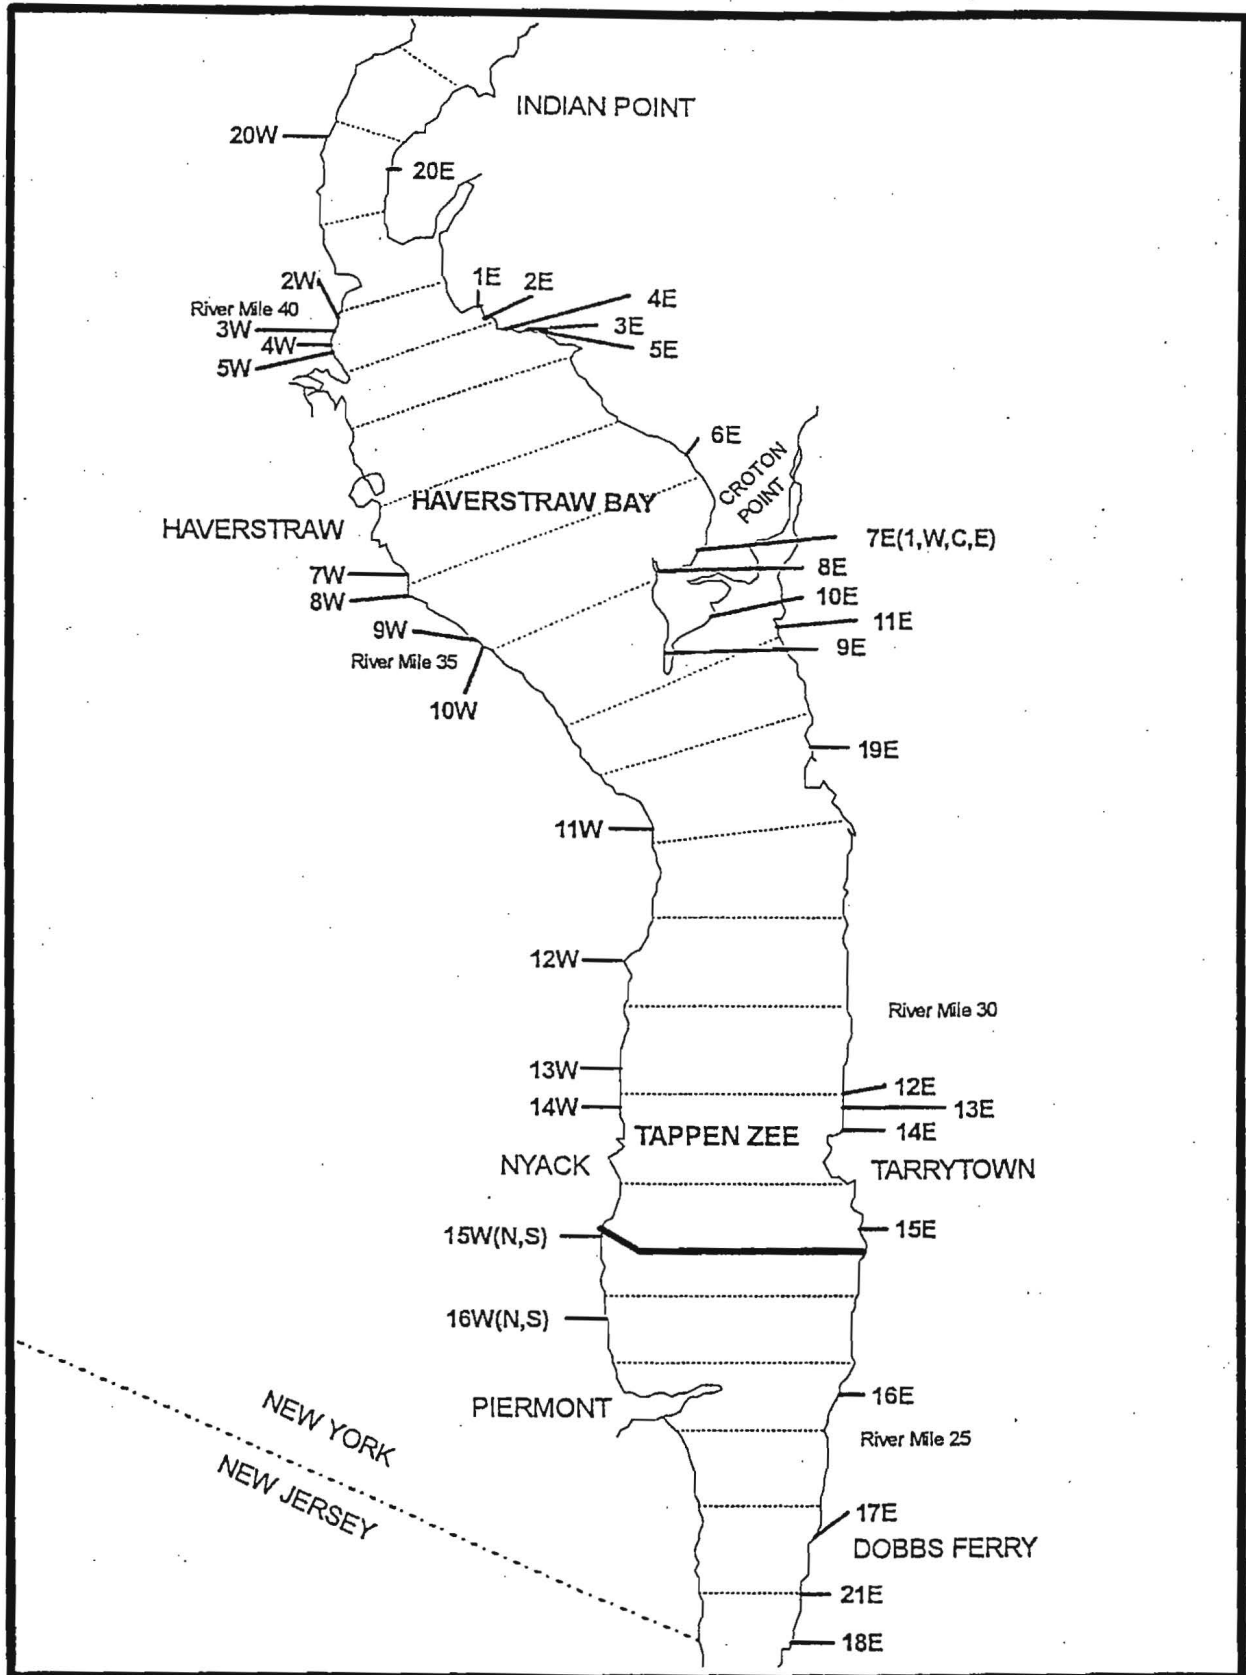 INDIAN POINT
20W
20E
2W
1E
2E
4E
River Mile 40
3W
3E
4W
5E
5W
6E
CROTON
POINT
HAVERSTRAW BAY
HAVERSTRAW
7E(1,W,C,E)
7W
8E
8W
10E
9W
11E
River Mile 35
9E
10W
19E
11W
12W
River Mile 30
13W
12E
14W
13E
TAPPEN ZEE
14E
NYACK
TARRYTOWN
15W(N,S)
15E
16W(N,S)
16E
PIERMONT
NEW YORK
River Mile 25
NEW JERSEY
17E
DOBBS FERRY
21E
18E